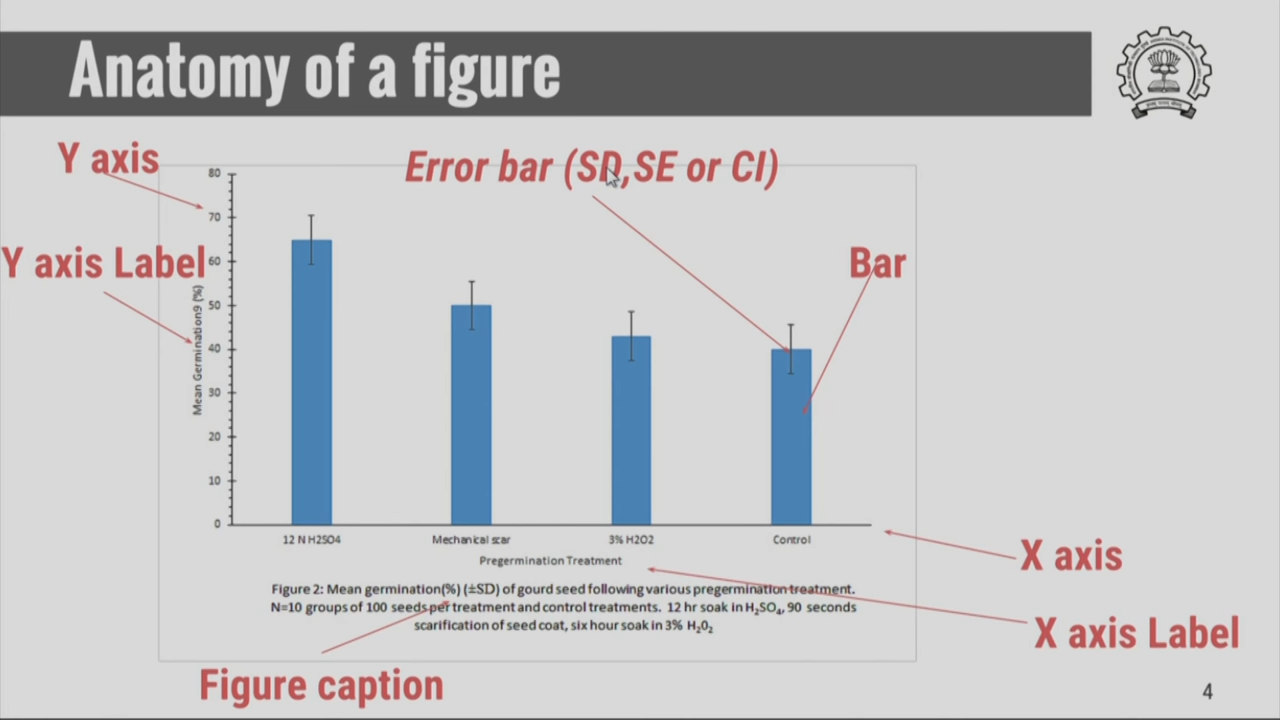 Anatomy of a figure
Y axis
Error bar (SD,SE or CI)
Y axis Label
Bar
80
70
60
50
40
30
20
10
0
Mean Germination9 (%)
12 N H2SO4 Mechanical scar 3% H2O2 Control
Pregermination Treatment
X axis
Figure 2: Mean germination(%) (±SD) of gourd seed following various pregermination treatment.
N=10 groups of 100 seeds per treatment and control treatments. 12 hr soak in H₂SO₄, 90 seconds
scarification of seed coat, six hour soak in 3% H₂0₂
X axis Label
Figure caption
4